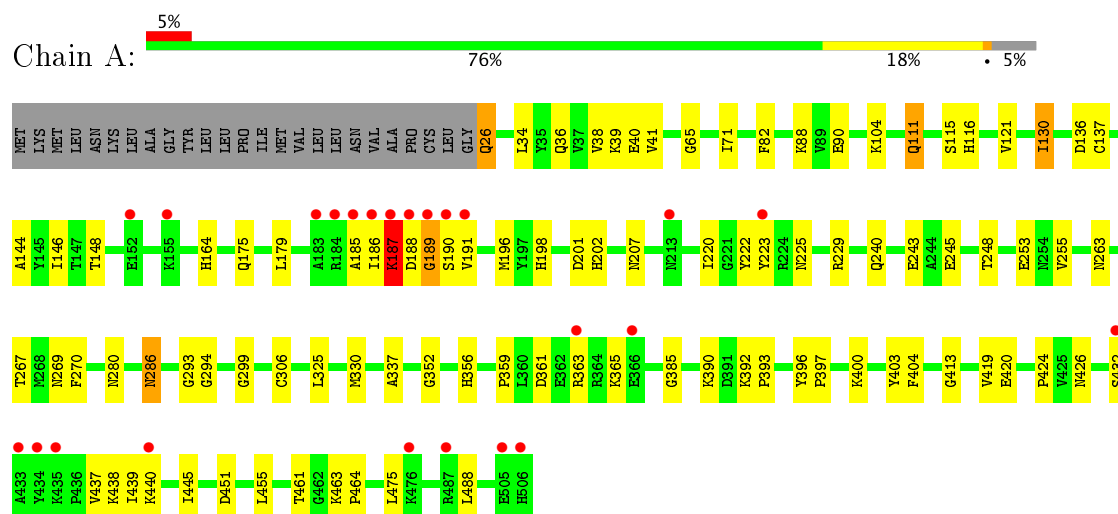 5%
Chain A:
76% 18% • 5%
MET LYS MET LEU ASN LYS LEU ALA GLY TYR LEU LEU PRO ILE MET VAL LEU LEU ASN VAL ALA PRO CYS LEU GLY Q26 L34 Y35 Q36 V37 V38 K39 E40 V41 G65 I71 F82 K88 V89 E90 K104 Q111 S115 H116 V121 I130 D136 C137
A144 Y145 I146 T147 T148 E152 K155 H164 Q175 L179 A183 R184 A185 I186 K187 D188 G189 S190 V191 M196 Y197 H198 D201 H202 N207 N213 I220 G221 Y222 Y223 R224 N225 R229 Q240 E243 A244 E245 T248 E253 N254 V255 N263
T267 M268 N269 F270 N280 N286 G293 G294 G299 C306 L325 M330 A337 G352 H356 P359 L360 D361 E362 R363 R364 K365 E366 G385 K390 D391 K392 P393 Y396 P397 K400 Y403 F404 G413 V419 E420 P424 V425 N426 S432
A433 Y434 K435 P436 V437 K438 I439 K440 I445 D451 L455 T461 G462 K463 P464 L475 K476 R487 L488 E505 H506